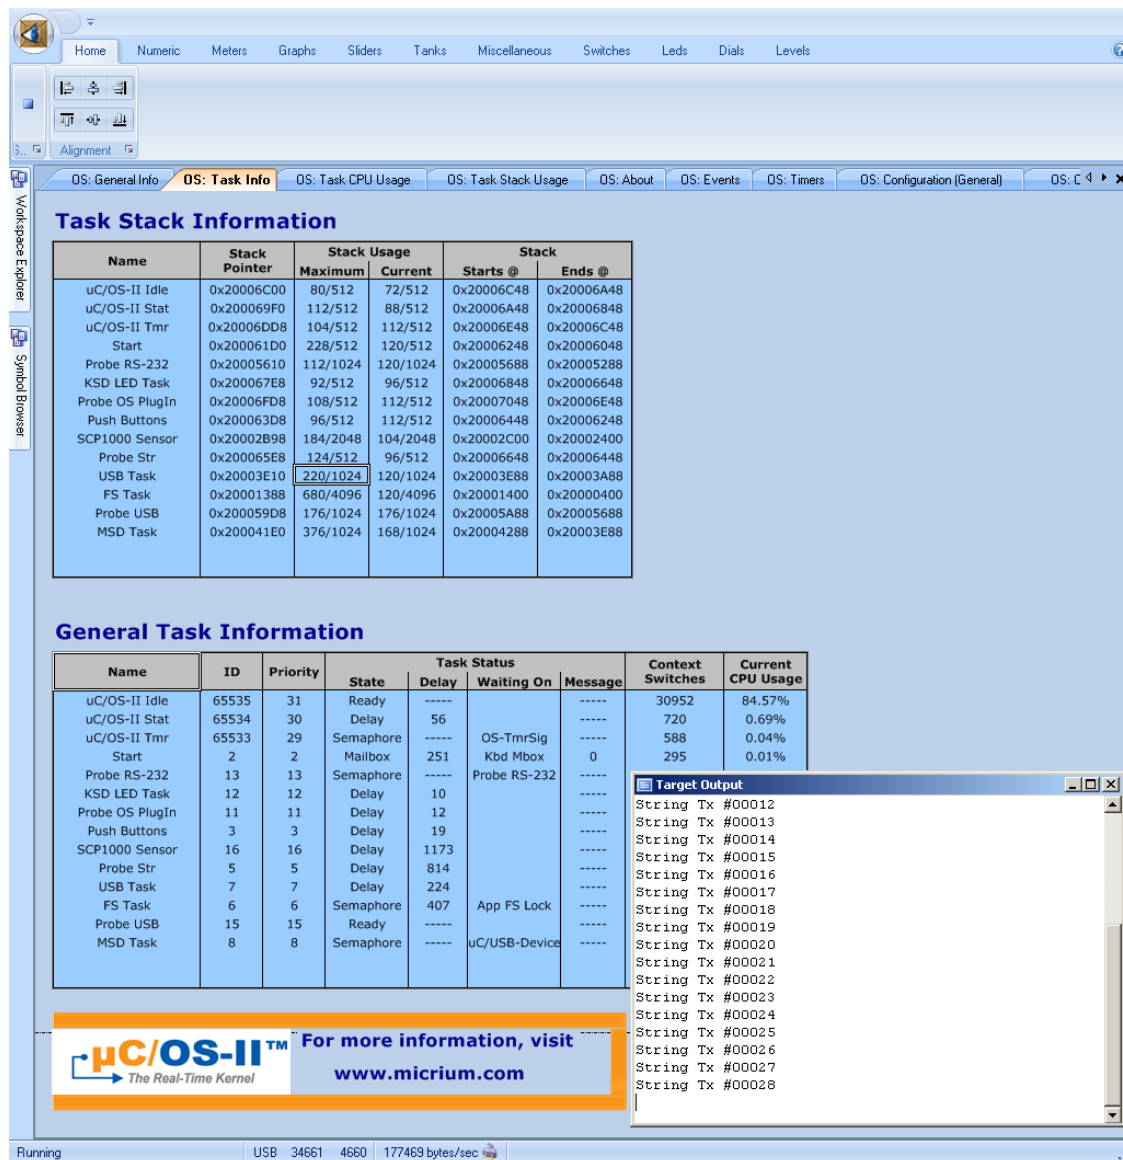 Home Numeric Meters Graphs Sliders Tanks Miscellaneous Switches Leds Dials Levels
S... Alignment
Workspace Explorer
Symbol Browser
OS: General Info OS: Task Info OS: Task CPU Usage OS: Task Stack Usage OS: About OS: Events OS: Timers OS: Configuration (General) OS: C
Task Stack Information
Name Stack Pointer Stack Usage Stack
Maximum Current Starts @ Ends @
uC/OS-II Idle 0x20006C00 80/512 72/512 0x20006C48 0x20006A48
uC/OS-II Stat 0x200069F0 112/512 88/512 0x20006A48 0x20006848
uC/OS-II Tmr 0x20006DD8 104/512 112/512 0x20006E48 0x20006C48
Start 0x200061D0 228/512 120/512 0x20006248 0x20006048
Probe RS-232 0x20005610 112/1024 120/1024 0x20005688 0x20005288
KSD LED Task 0x200067E8 92/512 96/512 0x20006848 0x20006648
Probe OS PlugIn 0x20006FD8 108/512 112/512 0x20007048 0x20006E48
Push Buttons 0x200063D8 96/512 112/512 0x20006448 0x20006248
SCP1000 Sensor 0x20002B98 184/2048 104/2048 0x20002C00 0x20002400
Probe Str 0x200065E8 124/512 96/512 0x20006648 0x20006448
USB Task 0x20003E10 220/1024 120/1024 0x20003E88 0x20003A88
FS Task 0x20001388 680/4096 120/4096 0x20001400 0x20000400
Probe USB 0x200059D8 176/1024 176/1024 0x20005A88 0x20005688
MSD Task 0x200041E0 376/1024 168/1024 0x20004288 0x20003E88
General Task Information
Name ID Priority Task Status Context Switches Current CPU Usage
State Delay Waiting On Message
uC/OS-II Idle 65535 31 Ready ----- ----- 30952 84.57%
uC/OS-II Stat 65534 30 Delay 56 ----- 720 0.69%
uC/OS-II Tmr 65533 29 Semaphore ----- OS-TmrSig ----- 588 0.04%
Start 2 2 Mailbox 251 Kbd Mbox 0 295 0.01%
Probe RS-232 13 13 Semaphore ----- Probe RS-232 -----
KSD LED Task 12 12 Delay 10 -----
Probe OS PlugIn 11 11 Delay 12 -----
Push Buttons 3 3 Delay 19 -----
SCP1000 Sensor 16 16 Delay 1173 -----
Probe Str 5 5 Delay 814 -----
USB Task 7 7 Delay 224 -----
FS Task 6 6 Semaphore 407 App FS Lock -----
Probe USB 15 15 Ready ----- -----
MSD Task 8 8 Semaphore ----- uC/USB-Device -----
Target Output
String Tx #00012
String Tx #00013
String Tx #00014
String Tx #00015
String Tx #00016
String Tx #00017
String Tx #00018
String Tx #00019
String Tx #00020
String Tx #00021
String Tx #00022
String Tx #00023
String Tx #00024
String Tx #00025
String Tx #00026
String Tx #00027
String Tx #00028
µC/OS-II™
The Real-Time Kernel
For more information, visit
www.micrium.com
Running USB 34661 4660 177469 bytes/sec